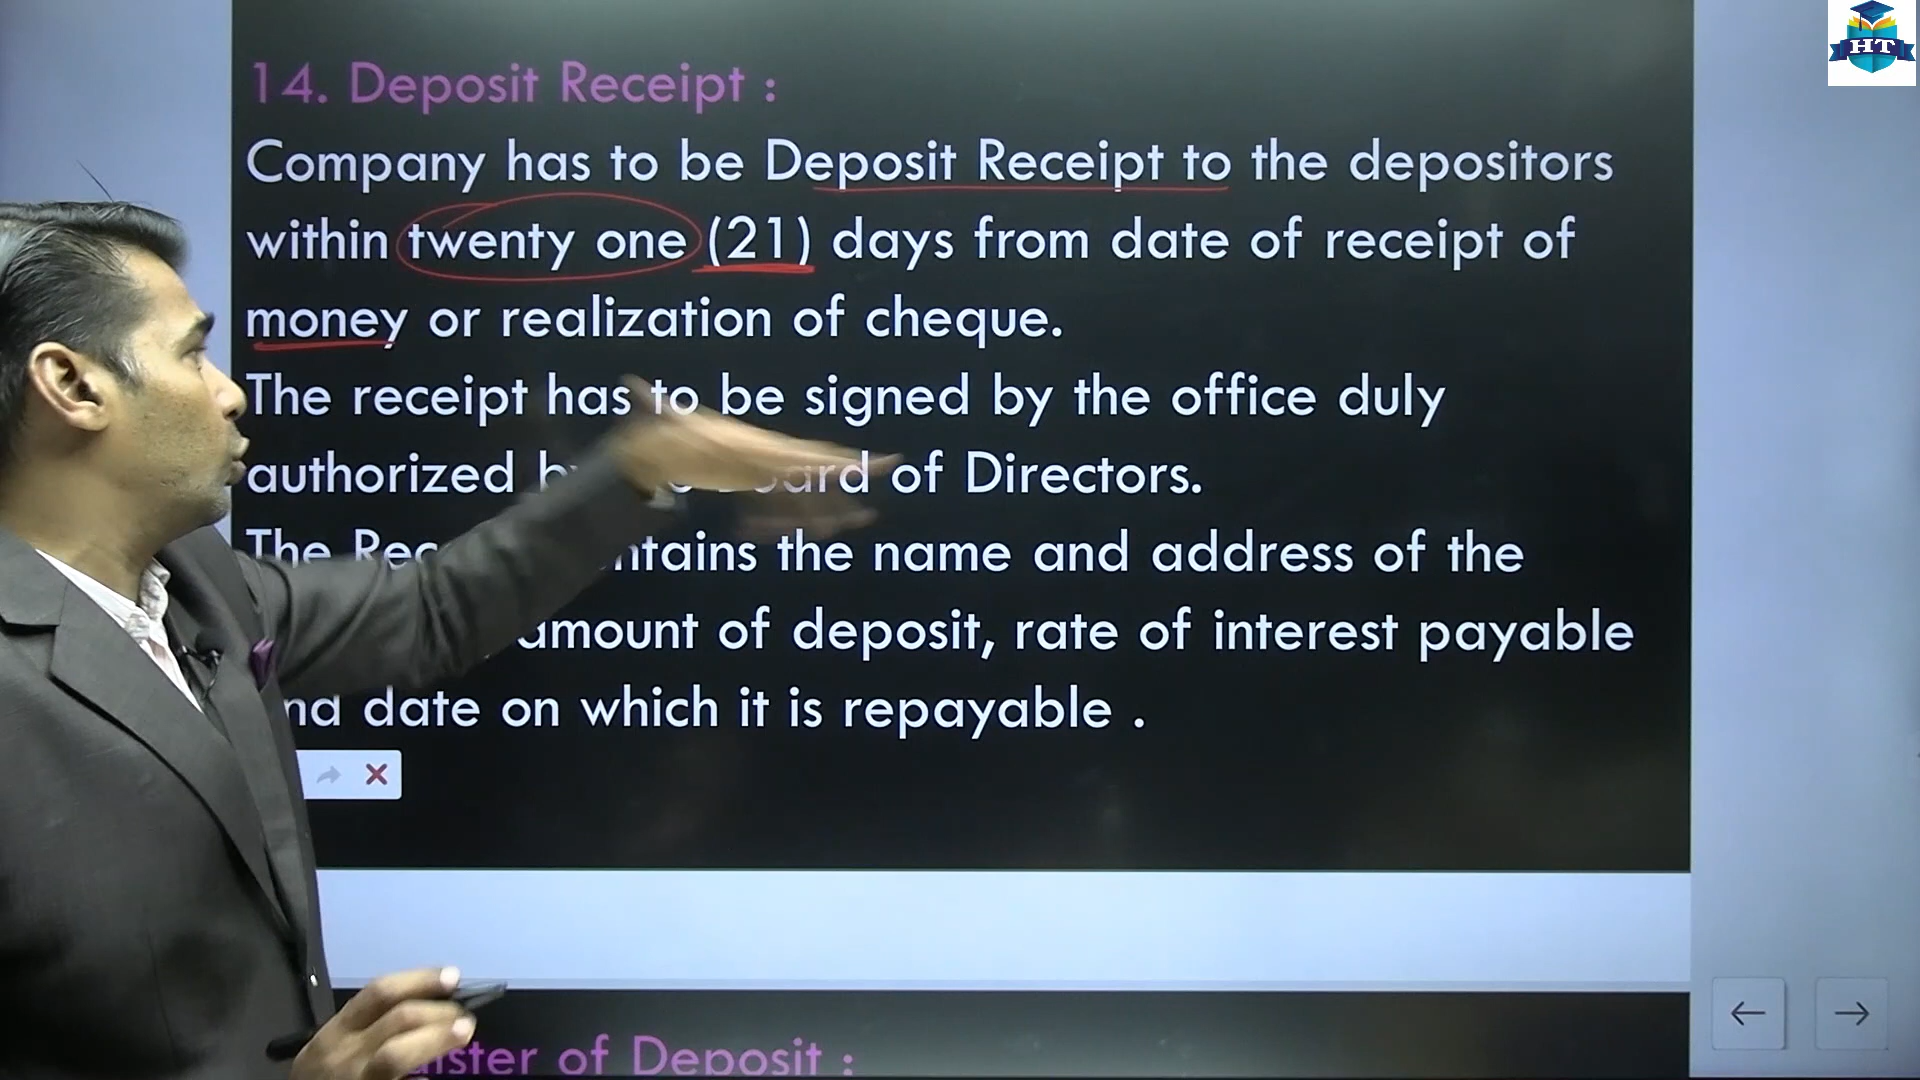 HT
14. Deposit Receipt :
Company has to be Deposit Receipt to the depositors
within twenty one (21) days from date of receipt of
money or realization of cheque.
The receipt has to be signed by the office duly
authorized of Directors.
The the name and address of the
amount of deposit, rate of interest payable
date on which it is repayable .
of Deposit :